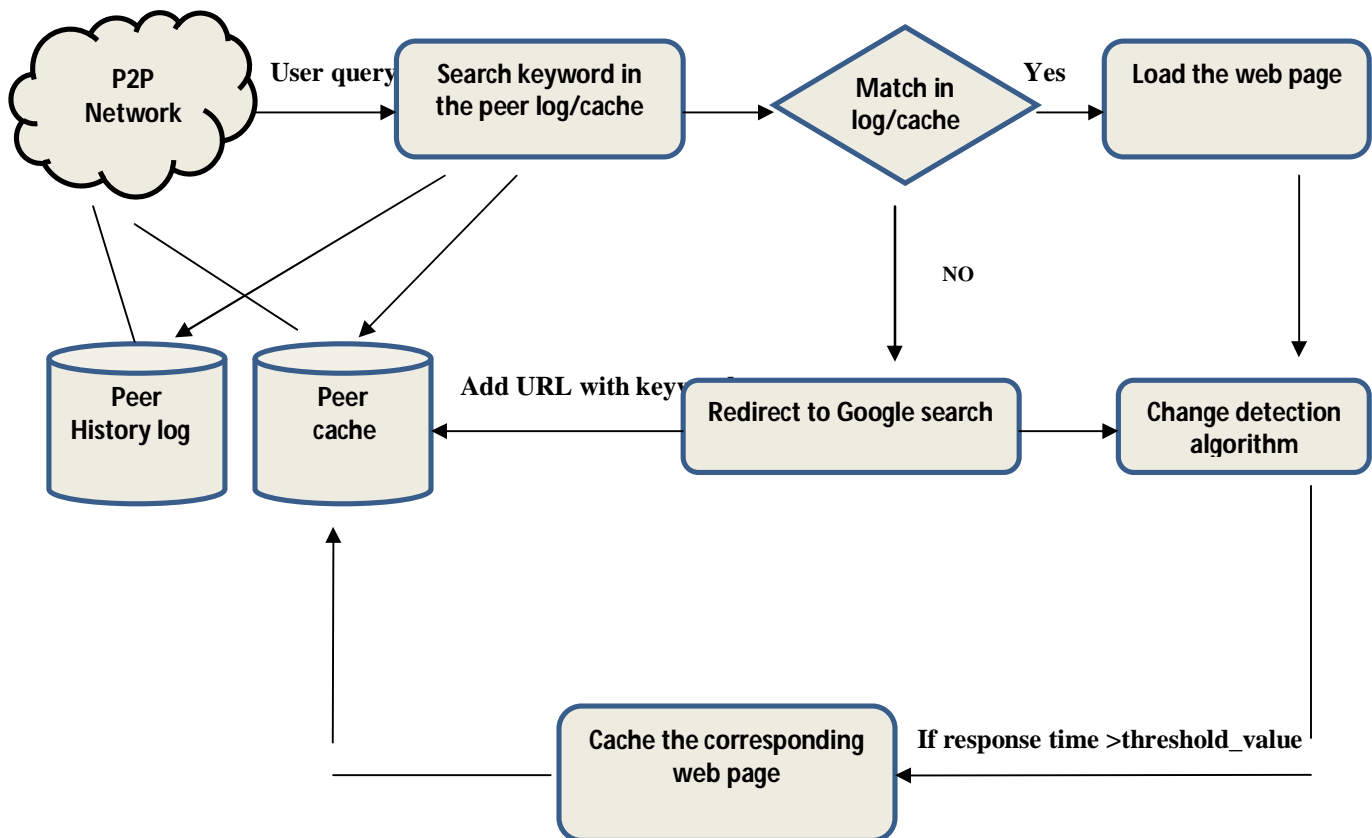 P2P
Network
User query
Search keyword in
the peer log/cache
Match in
log/cache
Yes
Load the web page
NO
Peer
History log
Peer
cache
Add URL with
Redirect to Google search
Change detection
algorithm
Cache the corresponding
web page
If response time >threshold_value